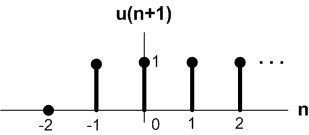 u(n+1)
1
· · ·
n
-2 -1 0 1 2